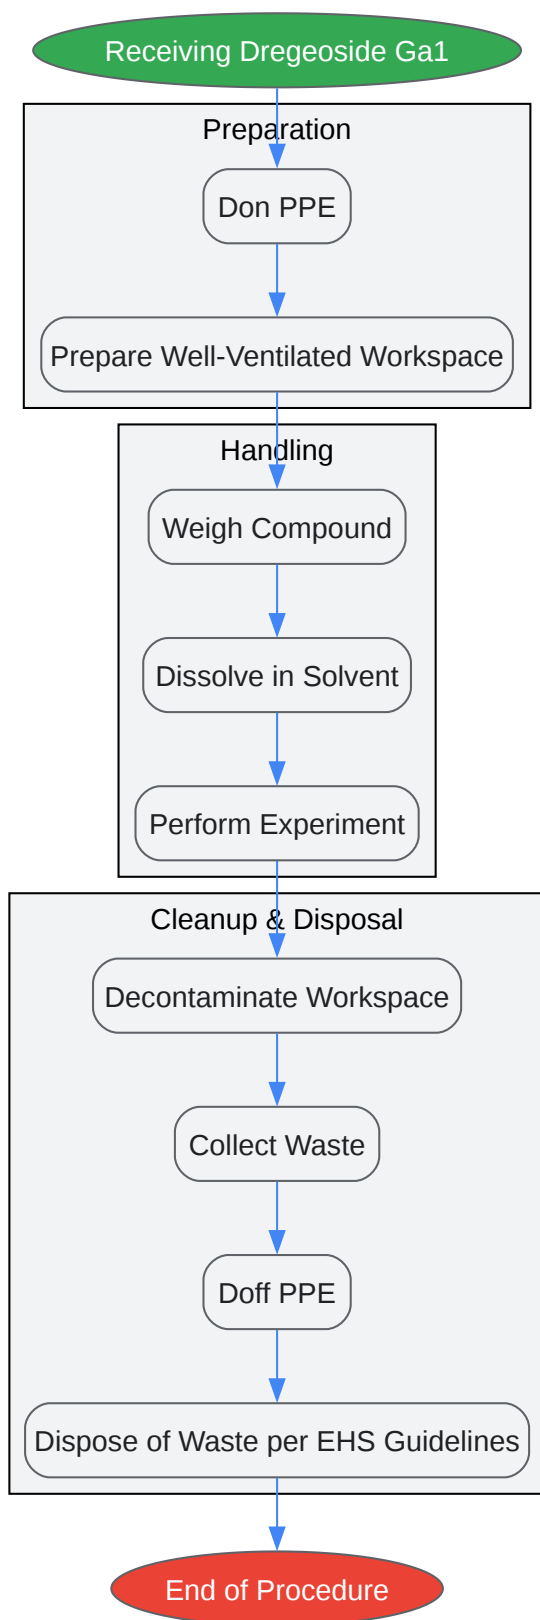 Receiving Dregeoside Ga1
Preparation
Don PPE
Prepare Well-Ventilated Workspace
Handling
Weigh Compound
Dissolve in Solvent
Perform Experiment
Cleanup & Disposal
Decontaminate Workspace
Collect Waste
Doff PPE
Dispose of Waste per EHS Guidelines
End of Procedure